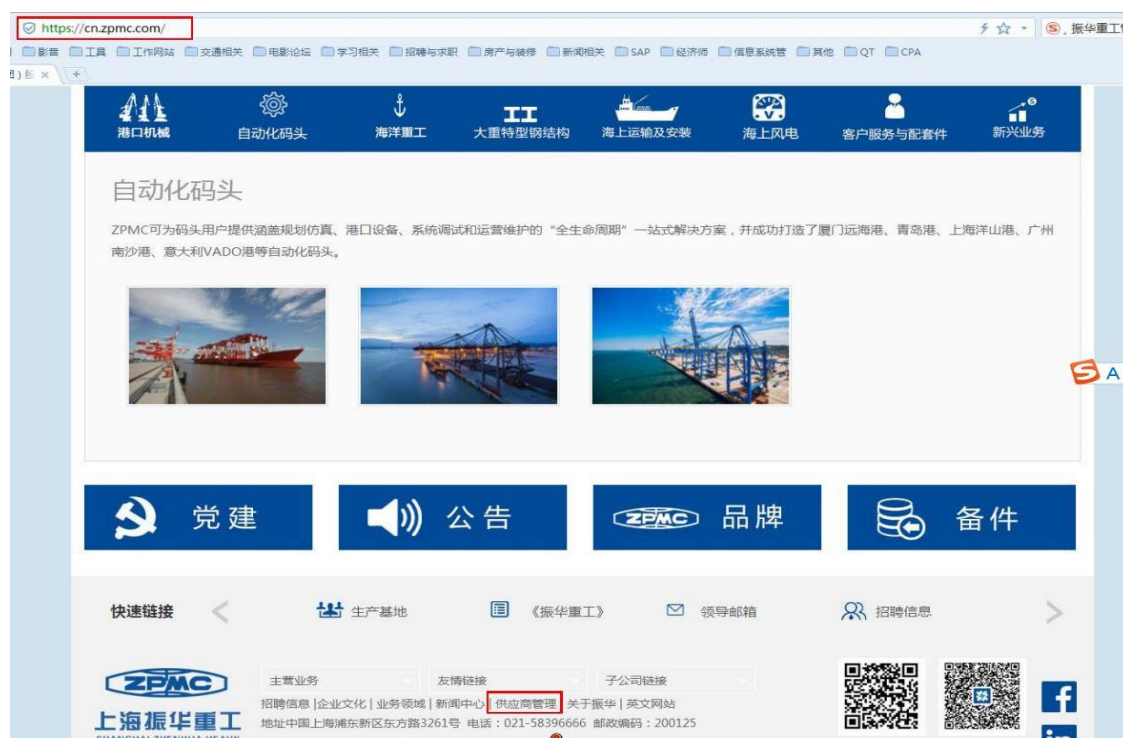 https://cn.zpmc.com/
振华重工
影音 工具 工作网站 交通相关 电影论坛 学习相关 招聘与求职 房产与装修 新闻相关 SAP 经济师 信息系统管 其他 QT CPA
港口机械 自动化码头 海洋重工 大重特型钢结构 海上运输及安装 海上风电 客户服务与配套件 新兴业务
自动化码头
ZPMC可为码头用户提供涵盖规划仿真、港口设备、系统调试和运营维护的“全生命周期”一站式解决方案，并成功打造了厦门远海港、青岛港、上海洋山港、广州
南沙港、意大利VADO港等自动化码头。
A
党建 公告 ZPMC 品牌 备件
快速链接 生产基地 《振华重工》 领导邮箱 招聘信息
ZPMC
主营业务 友情链接 子公司链接
招聘信息 |企业文化 | 业务领域 | 新闻中心 | 供应商管理 关于振华 | 英文网站
上海振华重工
地址中国上海浦东新区东方路3261号 电话：021-58396666 邮政编码：200125
f
in